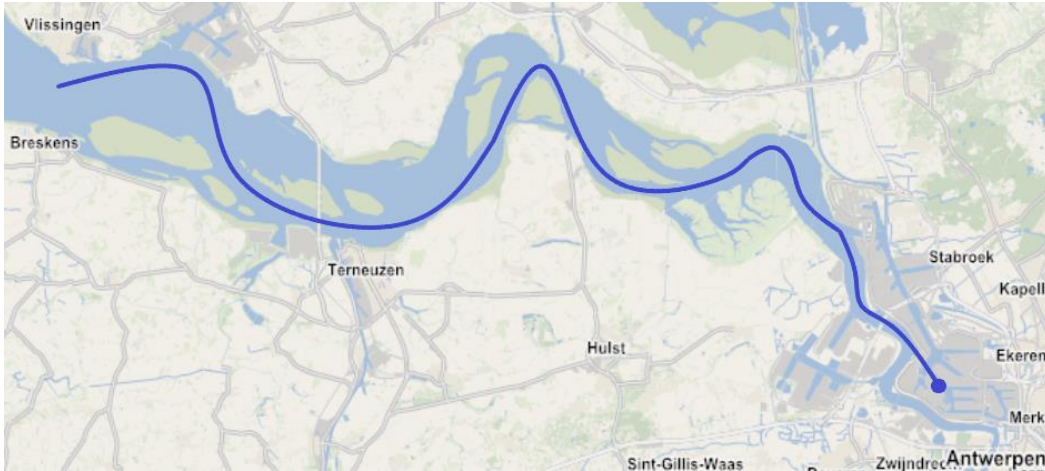 Vlissingen
Breskens
Terneuzen
Stabroek
Kapell
Hulst
Ekeren
Merk
Antwerpen
Sint-Gillis-Waas
Zwijndrec